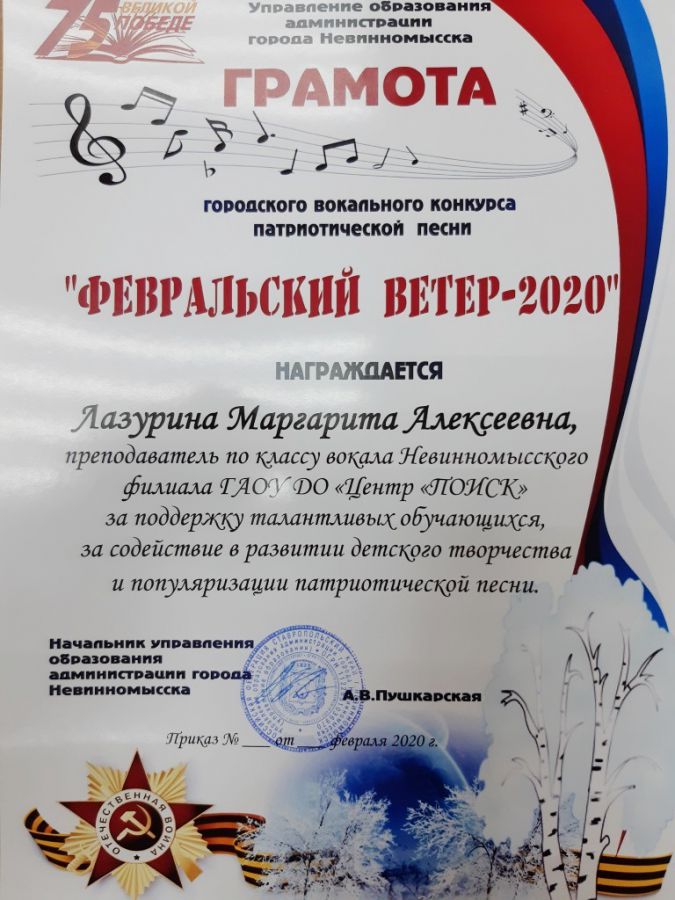 75 ВЕЛИКОЙ
ПОБЕДЕ
Управление образования
администрации
города Невинномысска
ГРАМОТА
городского вокального конкурса
патриотической песни
"ФЕВРАЛЬСКИЙ ВЕТЕР-2020"
НАГРАЖДАЕТСЯ
Лазурина Маргарита Алексеевна,
преподаватель по классу вокала Невинномысского
филиала ГАОУ ДО «Центр «ПОИСК»
за поддержку талантливых обучающихся,
за содействие в развитии детского творчества
и популяризации патриотической песни.
Начальник управления
образования
администрации города
Невинномысска
А.В.Пушкарская
Приказ № ___ от ___ февраля 2020 г.
ОТЕЧЕСТВЕННАЯ ВОЙНА